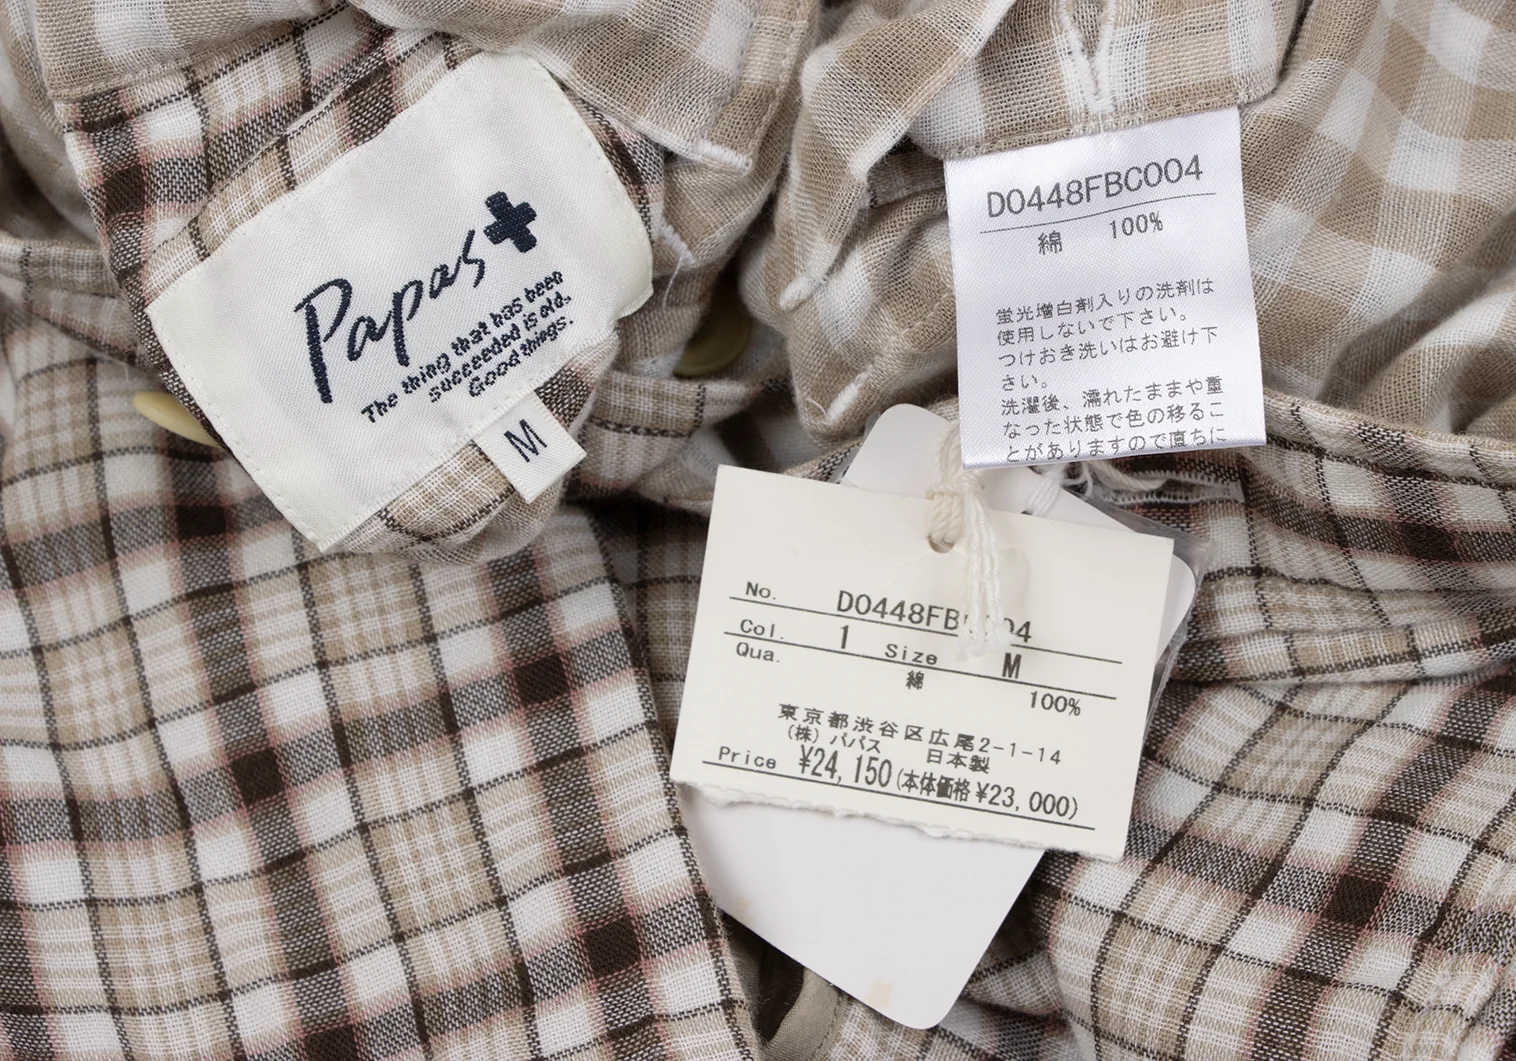 Papas+
The thing that has been
succeeded is old.
Good things.
M
D0448FBC004
綿 100%
蛍光増白剤入りの洗剤は
使用しないで下さい。
つけおき洗いはお避け下
さい。
洗濯後、濡れたままや重
なった状態で色の移るこ
とがありますので直ちに
No. D0448FBC004
Col. 1 Size M
Qua. 綿 100%
東京都渋谷区広尾2-1-14
(株) パパス 日本製
Price ¥24,150(本体価格¥23,000)